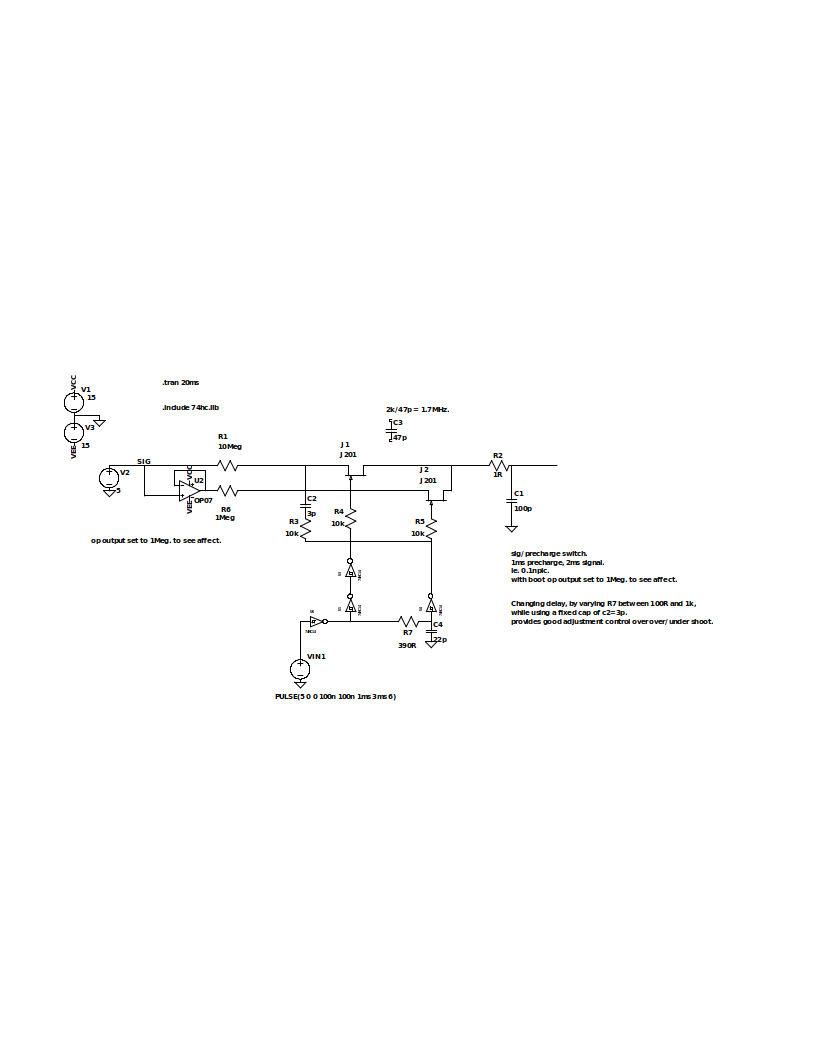 VCC
V1
15
V3
15
VEE
.tran 20ms
.include 74hc.lib
2k/47p = 1.7MHz.
C3
47p
R1
10Meg
J1
J201
SIG
V2
5
VCC
U2
OP07
VEE
R6
1Meg
C2
3p
R3
10k
R4
10k
J2
J201
R5
10k
R2
1R
C1
100p
op output set to 1Meg. to see affect.
sig/precharge switch.
1ms precharge, 2ms signal.
ie. 0.1nplc.
with boot op output set to 1Meg. to see affect.
Changing delay, by varying R7 between 100R and 1k,
while using a fixed cap of c2=3p.
provides good adjustment control over over/under shoot.
74HC14
74HC14
74HC14
74HC14
R7
390R
C4
22p
VIN1
PULSE(5 0 0 100n 100n 1ms 3ms 6)